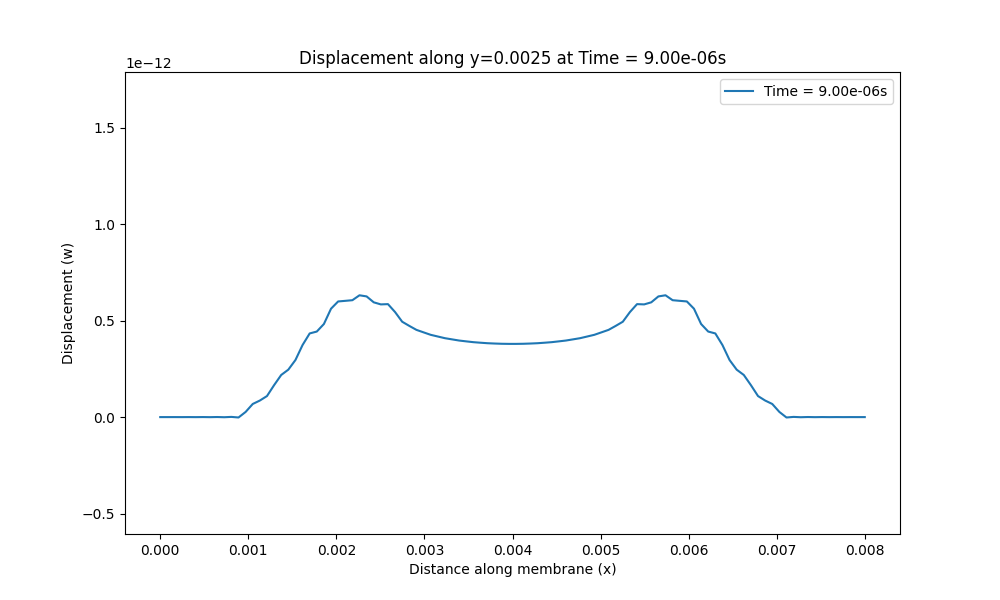 Displacement along y=0.0025 at Time = 9.00e-06s
1e−12
Time = 9.00e-06s
1.5
1.0
0.5
0.0
−0.5
Displacement (w)
0.000 0.001 0.002 0.003 0.004 0.005 0.006 0.007 0.008
Distance along membrane (x)